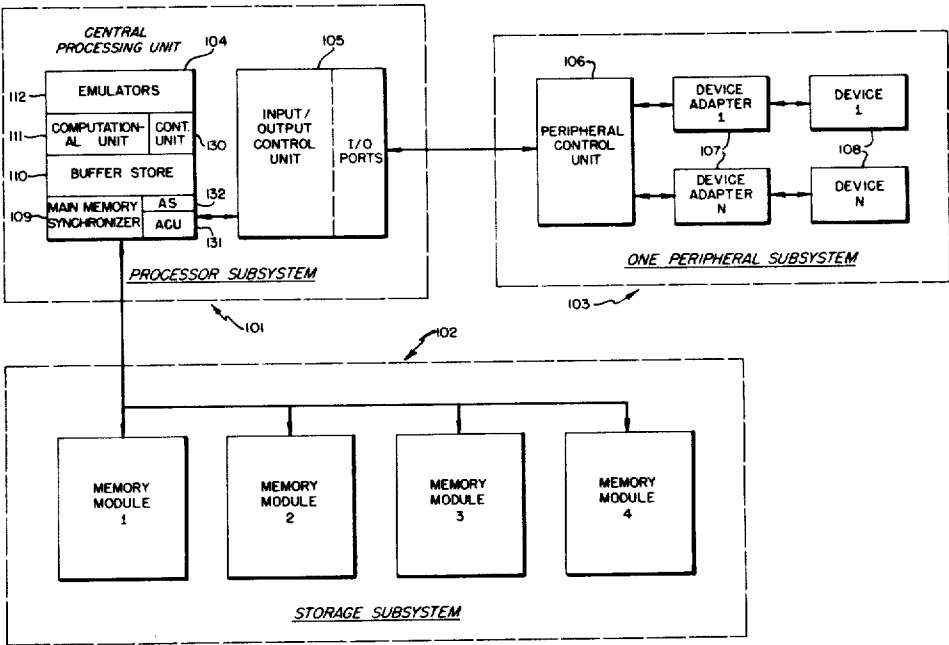 CENTRAL
PROCESSING UNIT
104
105
112
EMULATORS
111
COMPUTATION-
AL UNIT
CONT.
UNIT
130
110
BUFFER STORE
132
109
MAIN MEMORY
SYNCHRONIZER
AS
ACU
131
INPUT/
OUTPUT
CONTROL
UNIT
I/O
PORTS
PROCESSOR SUBSYSTEM
101
106
PERIPHERAL
CONTROL
UNIT
DEVICE
ADAPTER
1
DEVICE
1
107
108
DEVICE
ADAPTER
N
DEVICE
N
ONE PERIPHERAL SUBSYSTEM
103
102
MEMORY
MODULE
1
MEMORY
MODULE
2
MEMORY
MODULE
3
MEMORY
MODULE
4
STORAGE SUBSYSTEM